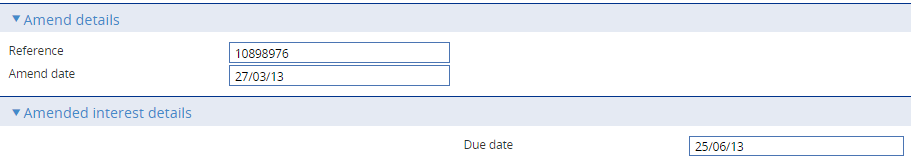 Amend details
Reference 10898976
Amend date 27/03/13
Amended interest details
Due date 25/06/13